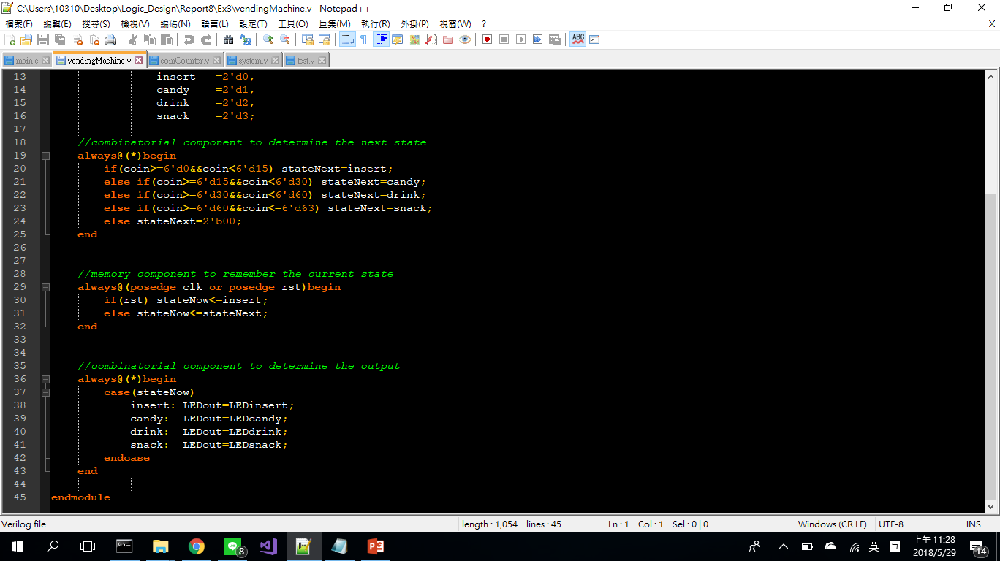 C:\Users\10310\Desktop\Logic_Design\Report8\Ex3\vendingMachine.v - Notepad++
檔案(F) 編輯(E) 搜尋(S) 檢視(V) 編碼(N) 語言(L) 設定(T) 工具(O) 巨集(M) 執行(R) 外掛(P) 視窗(W) ? X
main.c vendingMachine.v coinCounter.v system.v test.v
13 insert =2'd0,
14 candy =2'd1,
15 drink =2'd2,
16 snack =2'd3;
17
18 //combinatorial component to determine the next state
19 always@(*)begin
20 if(coin>=6'd0&&coin<6'd15) stateNext=insert;
21 else if(coin>=6'd15&&coin<6'd30) stateNext=candy;
22 else if(coin>=6'd30&&coin<6'd60) stateNext=drink;
23 else if(coin>=6'd60&&coin<=6'd63) stateNext=snack;
24 else stateNext=2'b00;
25 end
26
27
28 //memory component to remember the current state
29 always@(posedge clk or posedge rst)begin
30 if(rst) stateNow<=insert;
31 else stateNow<=stateNext;
32 end
33
34
35 //combinatorial component to determine the output
36 always@(*)begin
37 case(stateNow)
38 insert: LEDout=LEDinsert;
39 candy: LEDout=LEDcandy;
40 drink: LEDout=LEDdrink;
41 snack: LEDout=LEDsnack;
42 endcase
43 end
44
45 endmodule
Verilog file length : 1,054 lines : 45 Ln : 1 Col : 1 Sel : 0 | 0 Windows (CR LF) UTF-8 INS
8 英 上午 11:28
2018/5/29 14